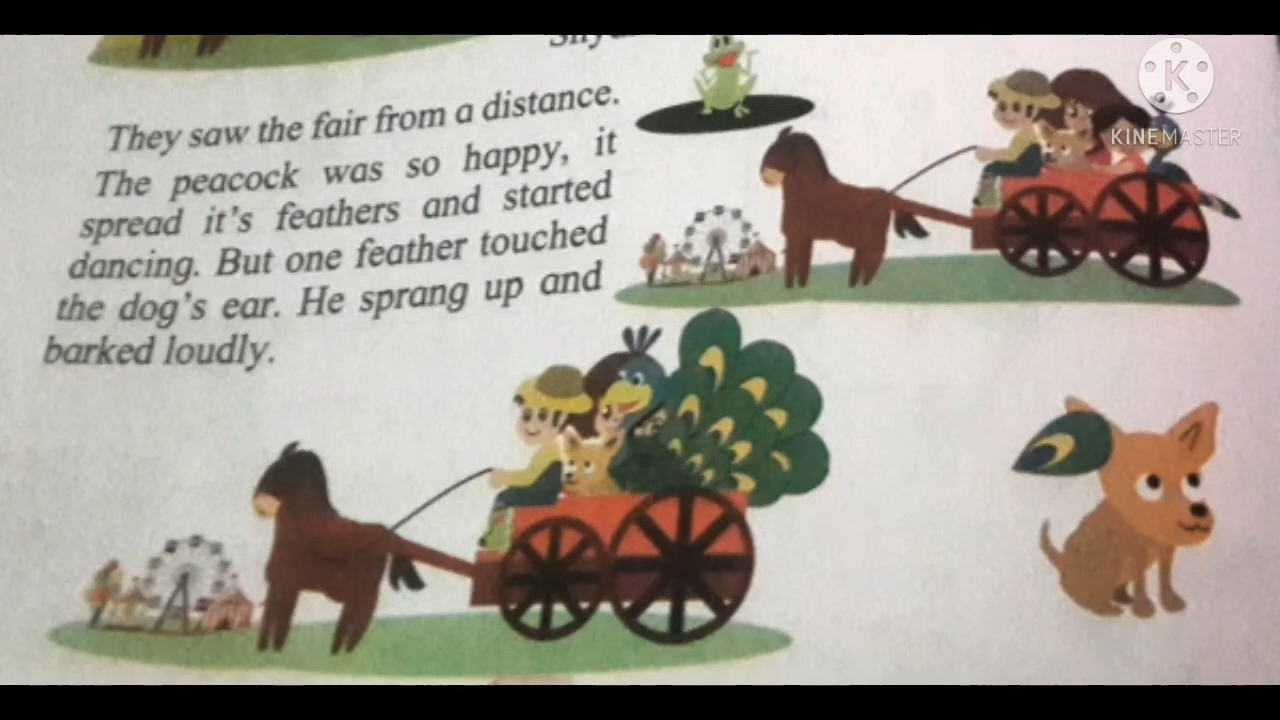 They saw the fair from a distance.
The peacock was so happy, it
spread it's feathers and started
dancing. But one feather touched
the dog's ear. He sprang up and
barked loudly.
K
KINEMASTER